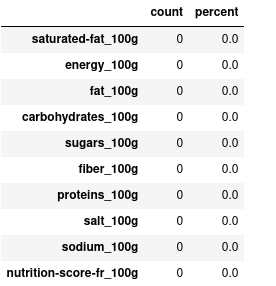 count percent
saturated-fat_100g 0 0.0
energy_100g 0 0.0
fat_100g 0 0.0
carbohydrates_100g 0 0.0
sugars_100g 0 0.0
fiber_100g 0 0.0
proteins_100g 0 0.0
salt_100g 0 0.0
sodium_100g 0 0.0
nutrition-score-fr_100g 0 0.0